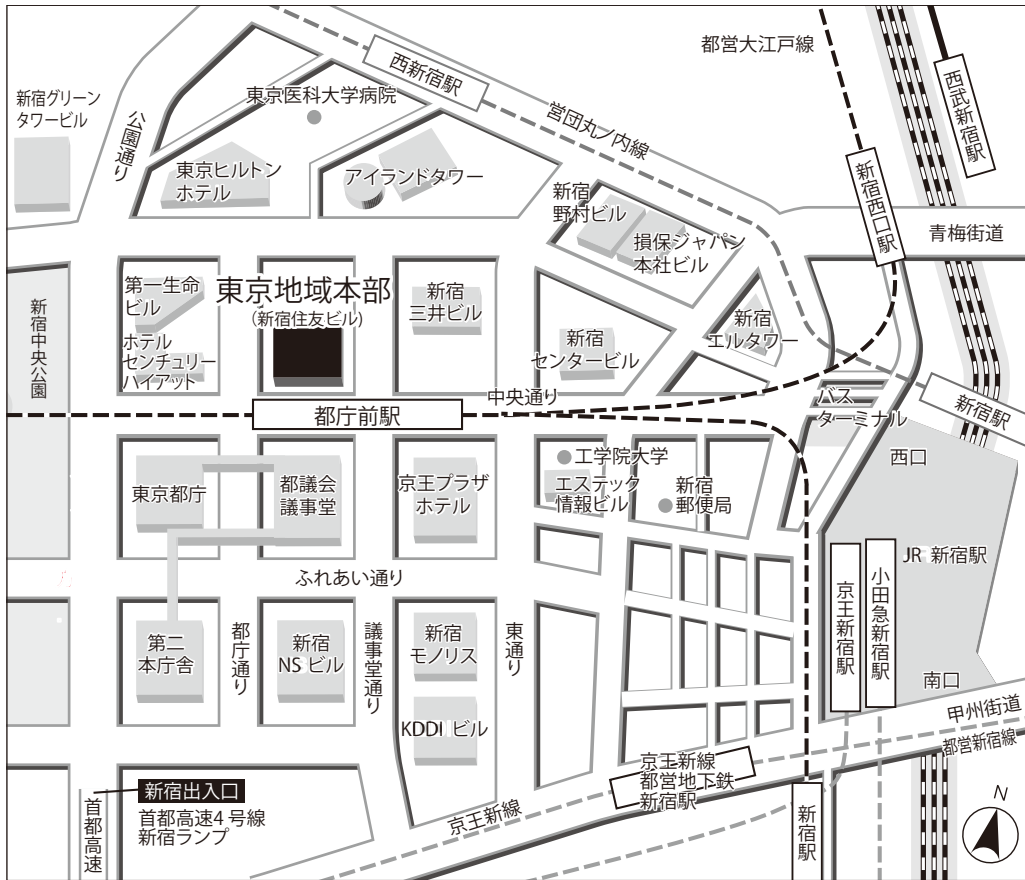 都営大江戸線
西武新宿駅
西新宿駅
営団丸ノ内線
新宿グリーン
タワービル
公園通り
東京医科大学病院
東京ヒルトン
ホテル
アイランドタワー
新宿
野村ビル
損保ジャパン
本社ビル
新宿西口駅
青梅街道
新宿中央公園
第一生命
ビル
ホテル
センチュリー
ハイアット
東京地域本部
(新宿住友ビル)
新宿
三井ビル
新宿
センタービル
新宿
エルタワー
中央通り
都庁前駅
バス
ターミナル
新宿駅
西口
東京都庁
都議会
議事堂
京王プラザ
ホテル
工学院大学
エステック
情報ビル
新宿
郵便局
JR 新宿駅
京王新宿駅
小田急新宿駅
ふれあい通り
第二
本庁舎
都庁通り
新宿
NS ビル
議事堂通り
新宿
モノリス
東通り
KDDI ビル
南口
甲州街道
都営新宿線
京王新線
都営地下鉄
新宿駅
京王新線
新宿駅
新宿出入口
首都高速4号線
新宿ランプ
首都高速
N